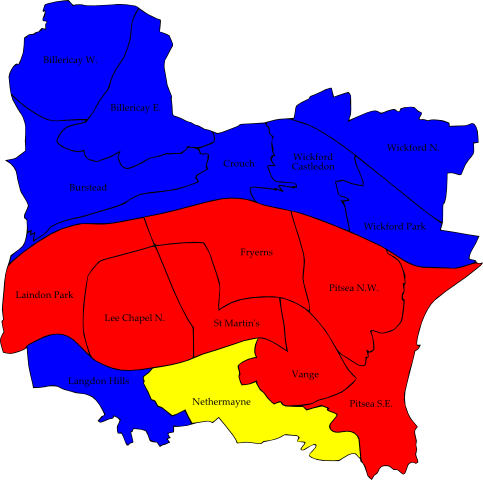 Billericay W.
Billericay E.
Burstead
Crouch
Wickford
Castledon
Wickford N.
Wickford Park
Fryerns
Laindon Park
Pitsea N.W.
Lee Chapel N.
St Martin's
Langdon Hills
Vange
Nethermayne
Pitsea S.E.